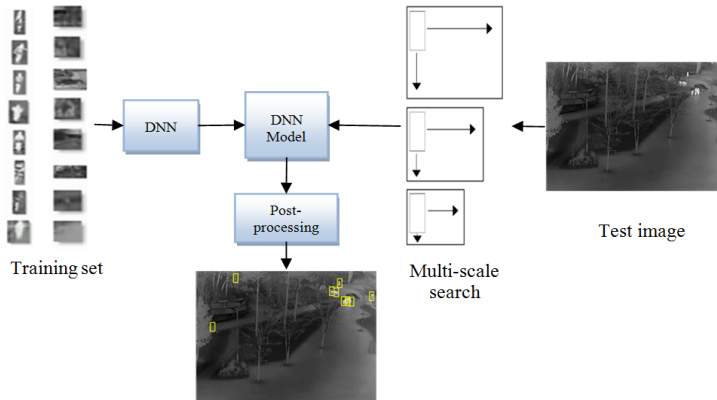 DNN
DNN
Model
Post-
processing
Training set
Multi-scale
search
Test image